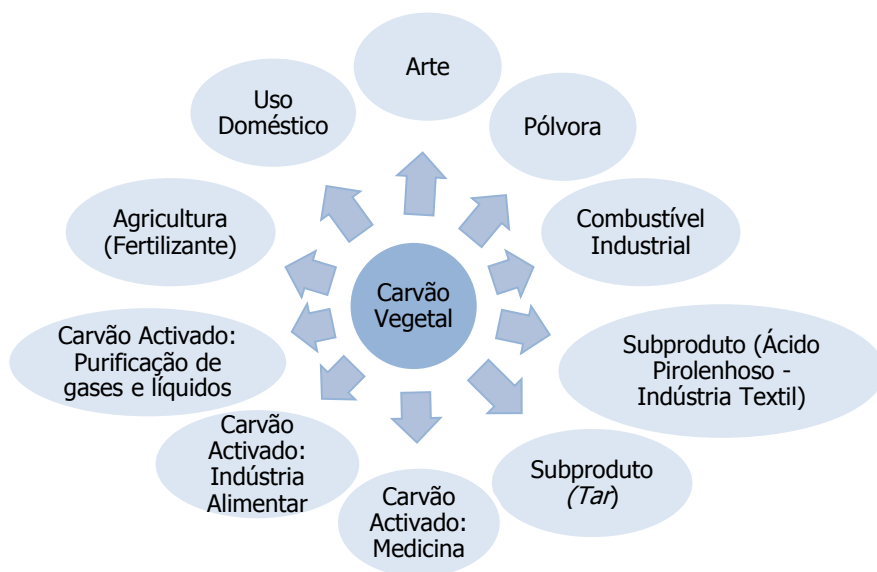 Arte
Uso
Doméstico
Pólvora
Agricultura
(Fertilizante)
Combustível
Industrial
Carvão
Vegetal
Carvão Activado:
Purificação de
gases e líquidos
Subproduto (Ácido
Pirolenhoso -
Indústria Textil)
Carvão
Activado:
Indústria
Alimentar
Subproduto
(Tar)
Carvão
Activado:
Medicina